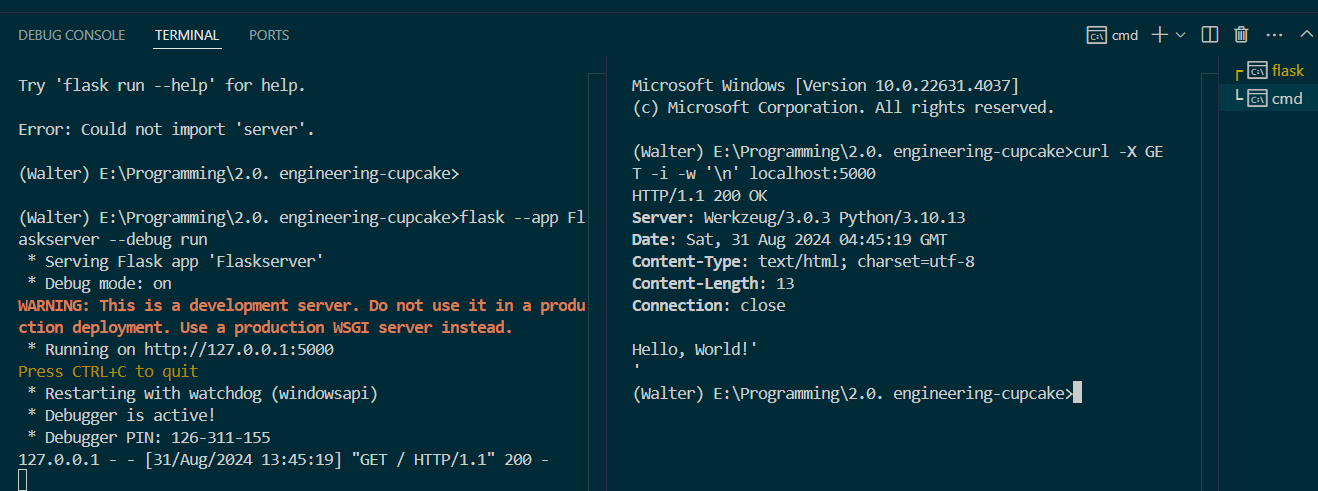 DEBUG CONSOLE TERMINAL PORTS
cmd
Try 'flask run --help' for help.
Error: Could not import 'server'.
(Walter) E:\Programming\2.0. engineering-cupcake>
(Walter) E:\Programming\2.0. engineering-cupcake>flask --app Fl
askserver --debug run
* Serving Flask app 'Flaskserver'
* Debug mode: on
WARNING: This is a development server. Do not use it in a produ
ction deployment. Use a production WSGI server instead.
* Running on http://127.0.0.1:5000
Press CTRL+C to quit
* Restarting with watchdog (windowsapi)
* Debugger is active!
* Debugger PIN: 126-311-155
127.0.0.1 - - [31/Aug/2024 13:45:19] "GET / HTTP/1.1" 200 -
Microsoft Windows [Version 10.0.22631.4037]
(c) Microsoft Corporation. All rights reserved.
(Walter) E:\Programming\2.0. engineering-cupcake>curl -X GE
T -i -w '\n' localhost:5000
HTTP/1.1 200 OK
Server: Werkzeug/3.0.3 Python/3.10.13
Date: Sat, 31 Aug 2024 04:45:19 GMT
Content-Type: text/html; charset=utf-8
Content-Length: 13
Connection: close
Hello, World!'
'
(Walter) E:\Programming\2.0. engineering-cupcake>
flask
cmd